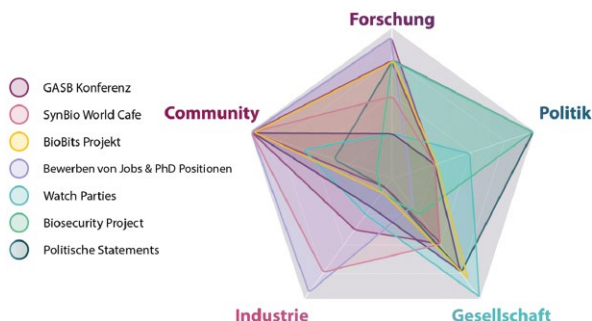 Forschung
GASB Konferenz
SynBio World Cafe
Community
Politik
BioBits Projekt
Bewerben von Jobs & PhD Positionen
Watch Parties
Biosecurity Project
Politische Statements
Industrie
Gesellschaft